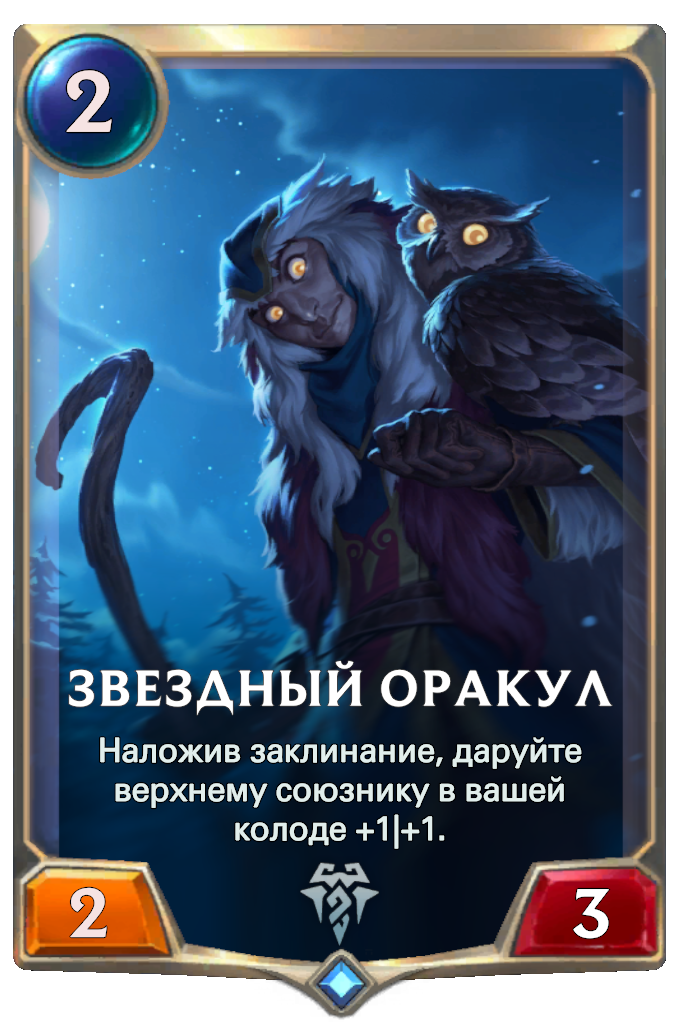 2
ЗВЕЗДНЫЙ ОРАКУЛ
Наложив заклинание, даруйте
верхнему союзнику в вашей
колоде +1|+1.
2
3